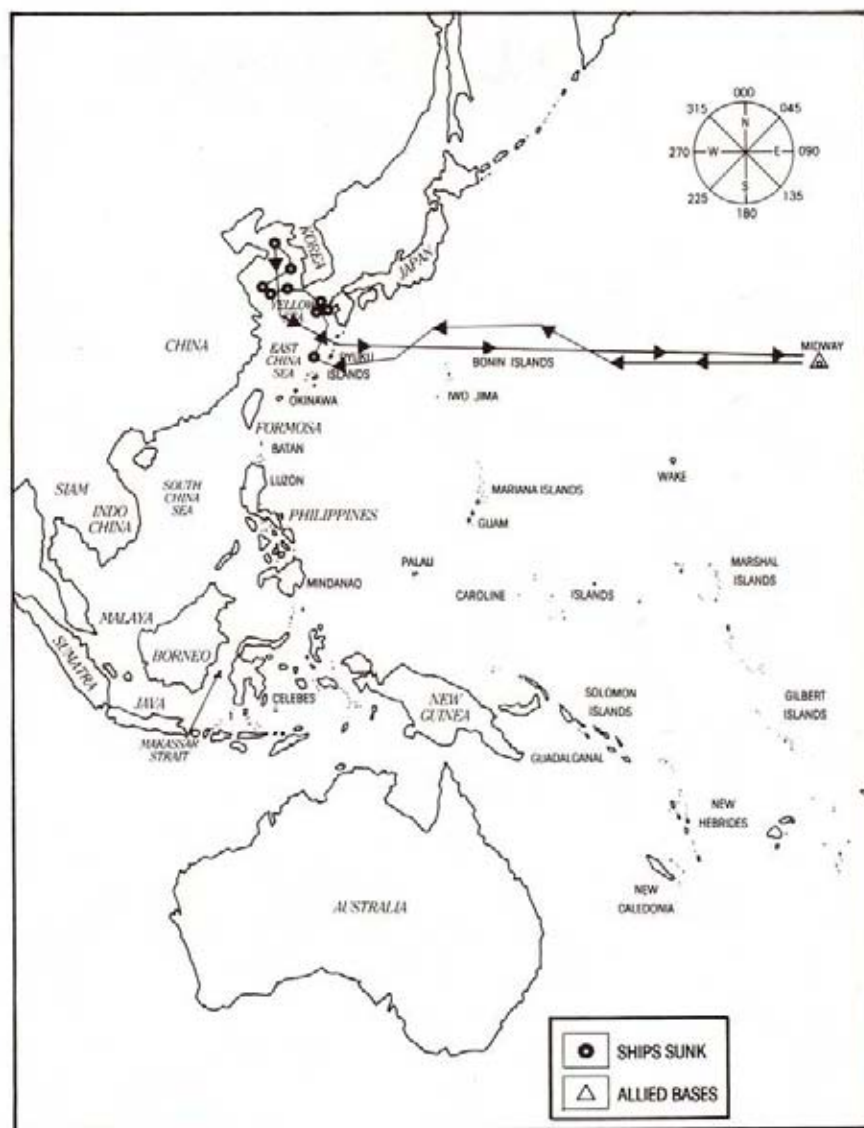 000
315
045
N
270
W
E
090
S
225
135
180
KOREA
JAPAN
YELLOW
SEA
CHINA
EAST
CHINA
SEA
RYUKU
ISLANDS
BONIN ISLANDS
MIDWAY
OKINAWA
IWO JIMA
FORMOSA
BATAN
WAKE
SIAM
SOUTH
CHINA
SEA
LUZON
MARIANA ISLANDS
INDO
CHINA
PHILIPPINES
GUAM
PALAU
MARSHAL
ISLANDS
MINDANAO
CAROLINE
ISLANDS
MALAYA
SUMATRA
BORNEO
JAVA
CELEBES
NEW
GUINEA
SOLOMON
ISLANDS
GILBERT
ISLANDS
MAKASSAR
STRAIT
GUADALCANAL
NEW
HEBRIDES
NEW
CALEDONIA
AUSTRALIA
SHIPS SUNK
ALLIED BASES